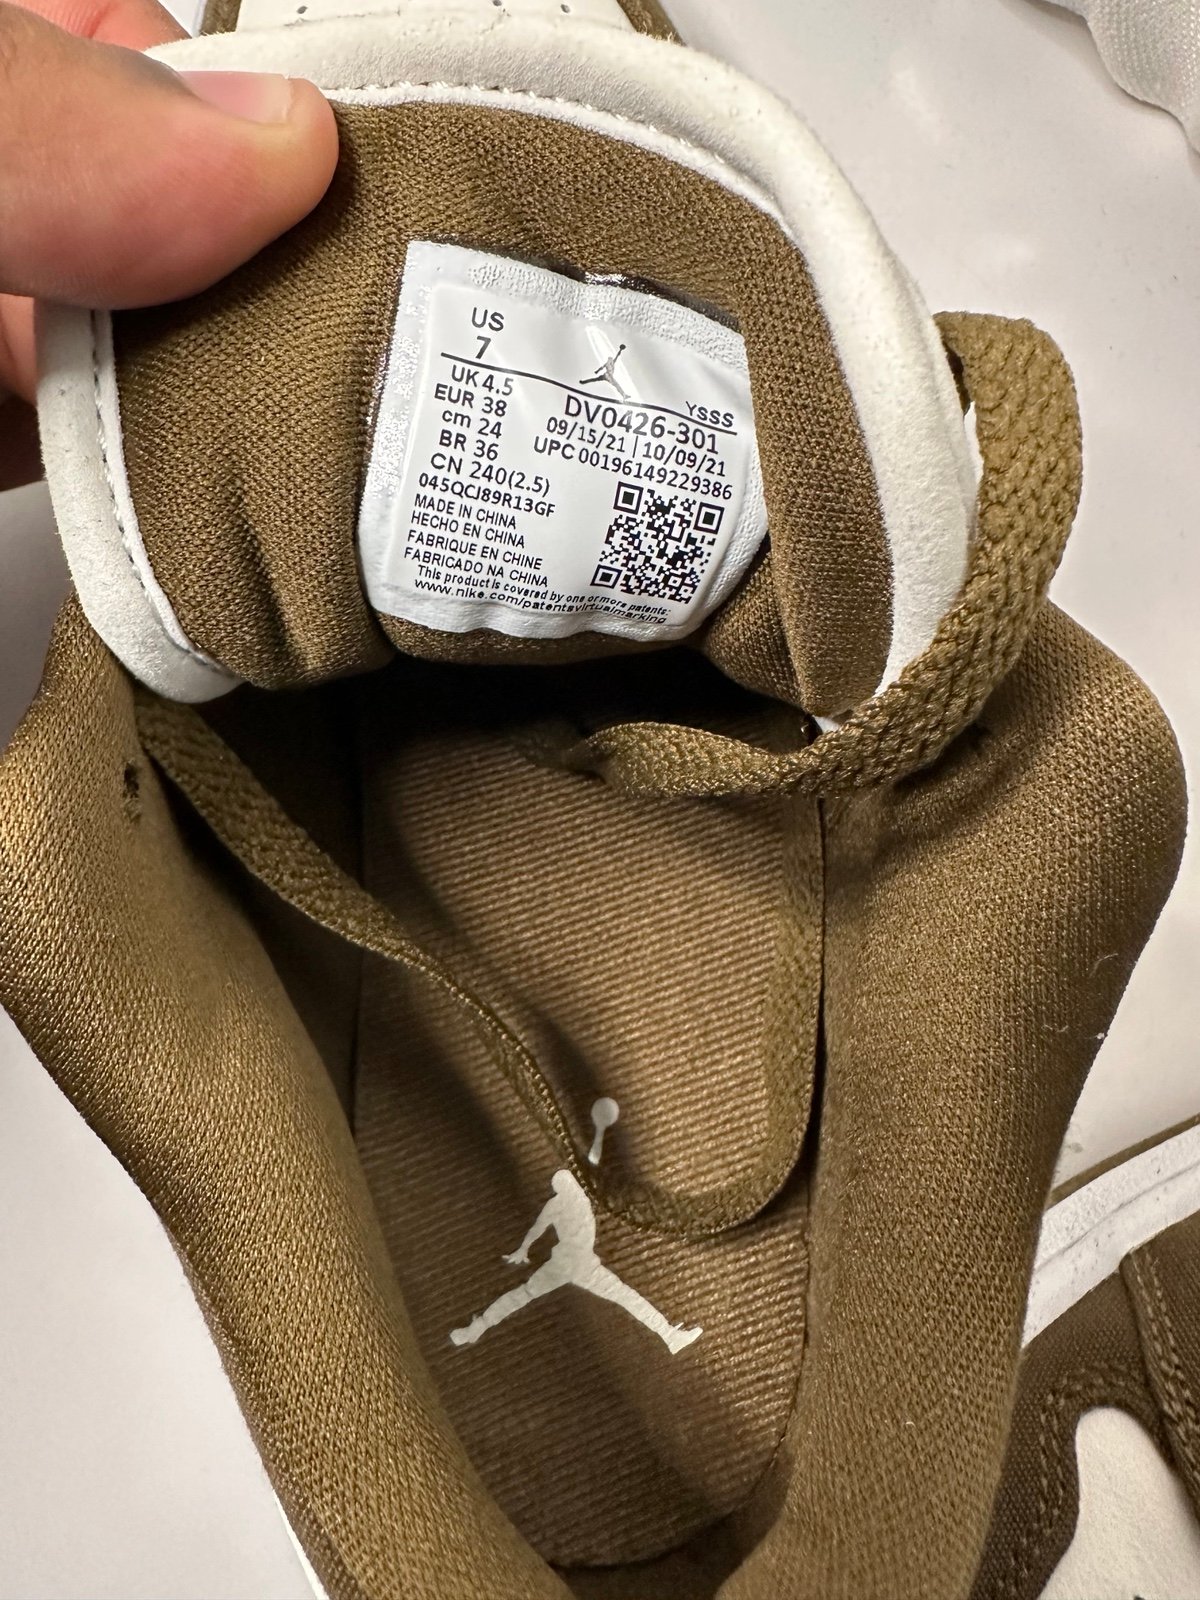 US
7
UK 4.5
EUR 38
cm 24
BR 36
CN 240(2.5)
045QCJ89R13GF
MADE IN CHINA
HECHO EN CHINA
FABRIQUE EN CHINE
FABRICADO NA CHINA
This product is covered by one or more patents:
www.nike.com/patentsvirtualmarking
YSSS
DV0426-301
09/15/21 | 10/09/21
UPC 00196149229386